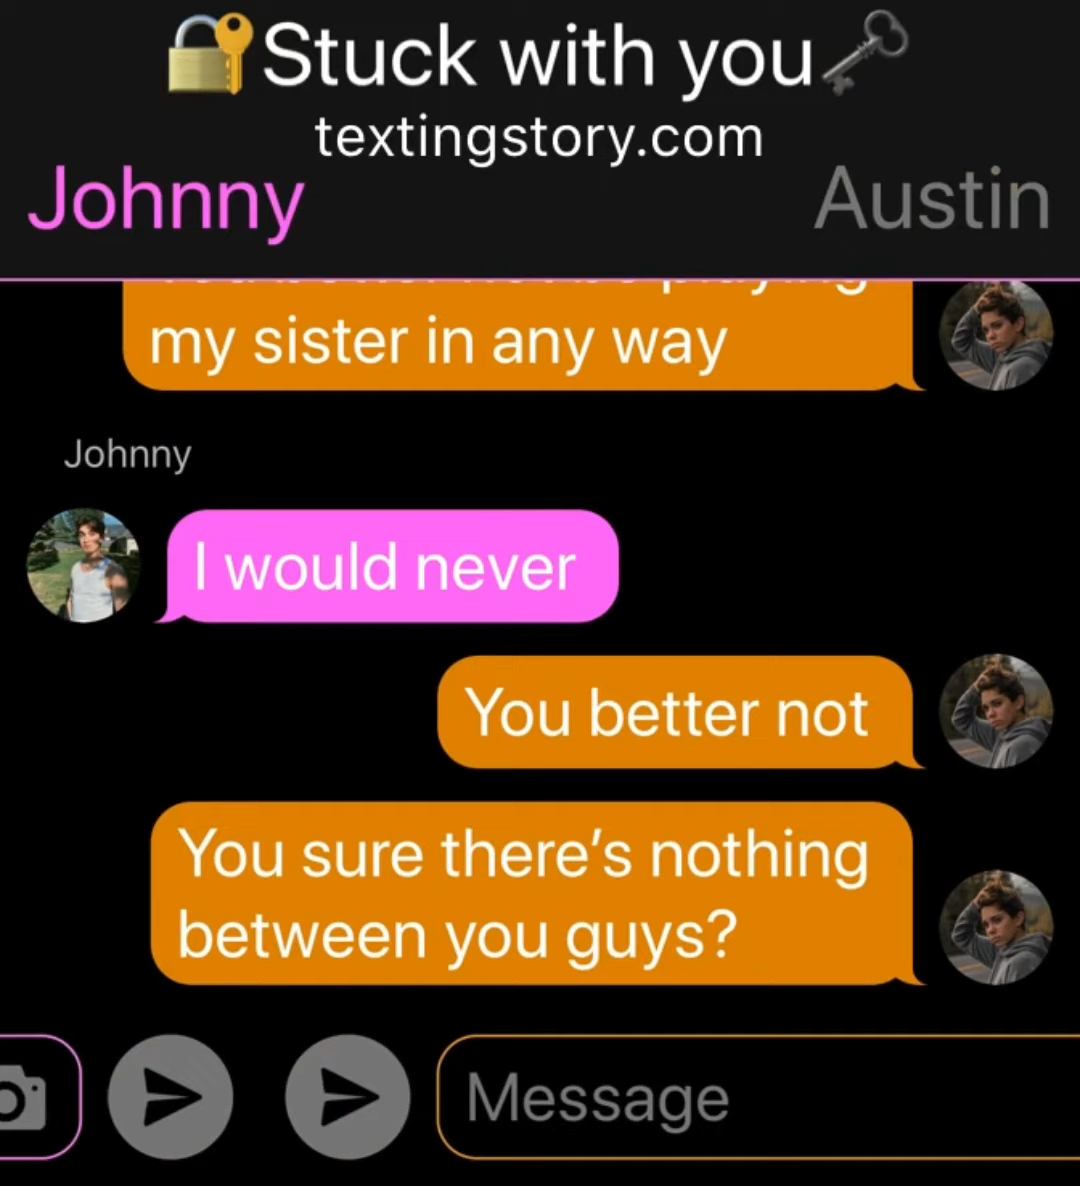 🔐Stuck with you🗝
textingstory.com
Johnny
Austin
my sister in any way
Johnny
I would never
You better not
You sure there’s nothing
between you guys?
Message